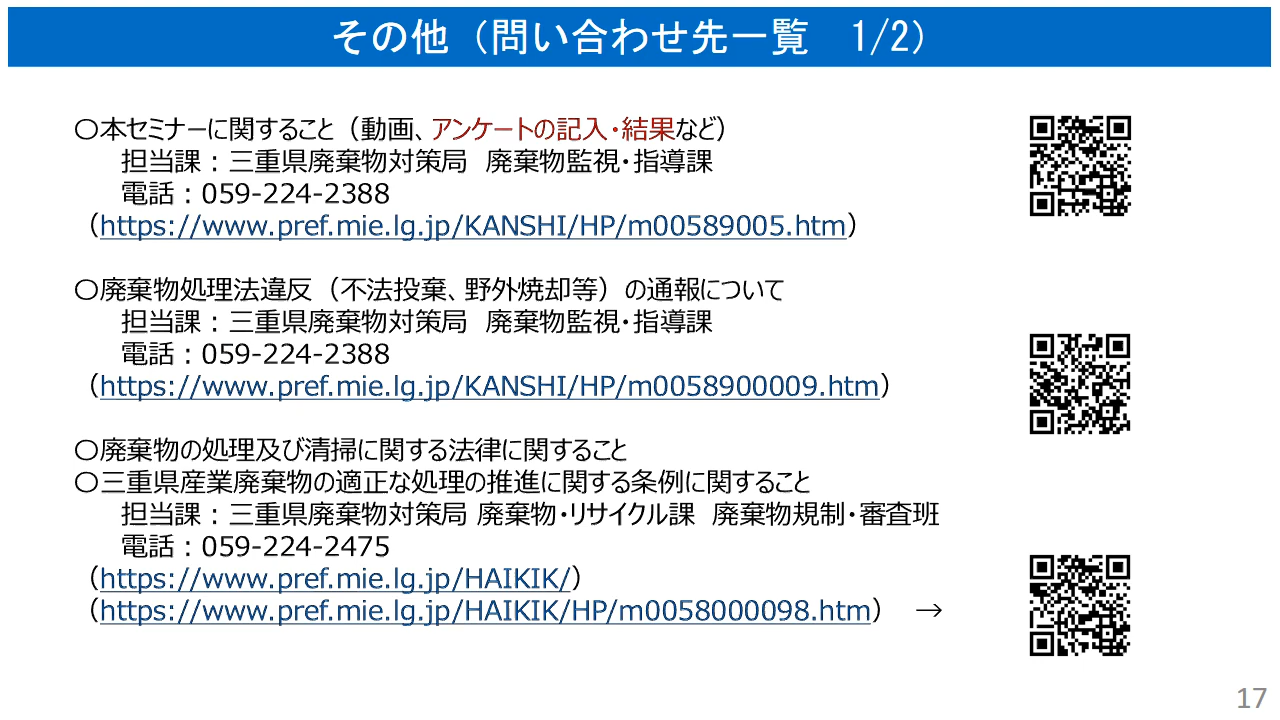 その他（問い合わせ先一覧　1/2）
〇本セミナーに関すること（動画、アンケートの記入・結果など）
担当課：三重県廃棄物対策局　廃棄物監視・指導課
電話：059-224-2388
（https://www.pref.mie.lg.jp/KANSHI/HP/m00589005.htm）
〇廃棄物処理法違反（不法投棄、野外焼却等）の通報について
担当課：三重県廃棄物対策局　廃棄物監視・指導課
電話：059-224-2388
（https://www.pref.mie.lg.jp/KANSHI/HP/m0058900009.htm）
〇廃棄物の処理及び清掃に関する法律に関すること
〇三重県産業廃棄物の適正な処理の推進に関する条例に関すること
担当課：三重県廃棄物対策局 廃棄物・リサイクル課　廃棄物規制・審査班
電話：059-224-2475
（https://www.pref.mie.lg.jp/HAIKIK/）
（https://www.pref.mie.lg.jp/HAIKIK/HP/m0058000098.htm）　→
17